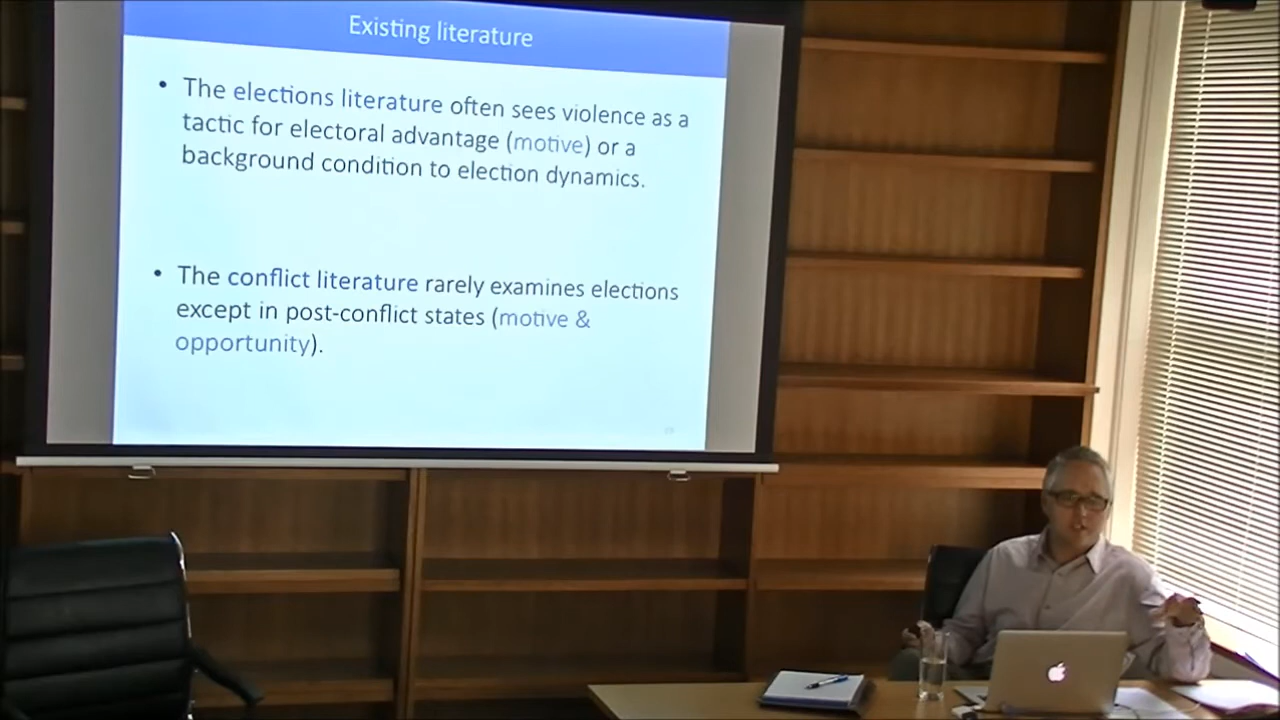 Existing literature
• The elections literature often sees violence as a
tactic for electoral advantage (motive) or a
background condition to election dynamics.
• The conflict literature rarely examines elections
except in post-conflict states (motive &
opportunity).